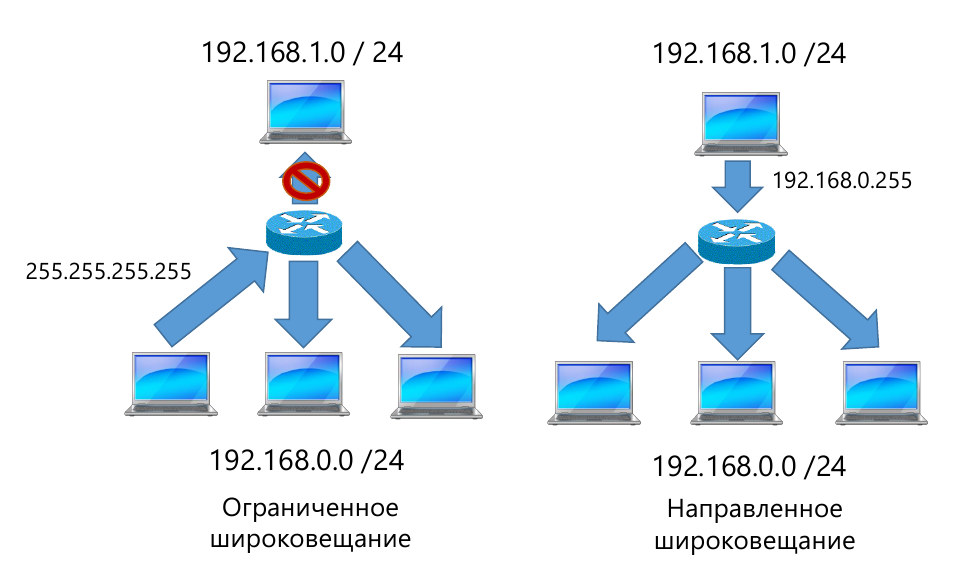 192.168.1.0 / 24
255.255.255.255
192.168.0.0 /24
Ограниченное
широковещание
192.168.1.0 /24
192.168.0.255
192.168.0.0 /24
Направленное
широковещание